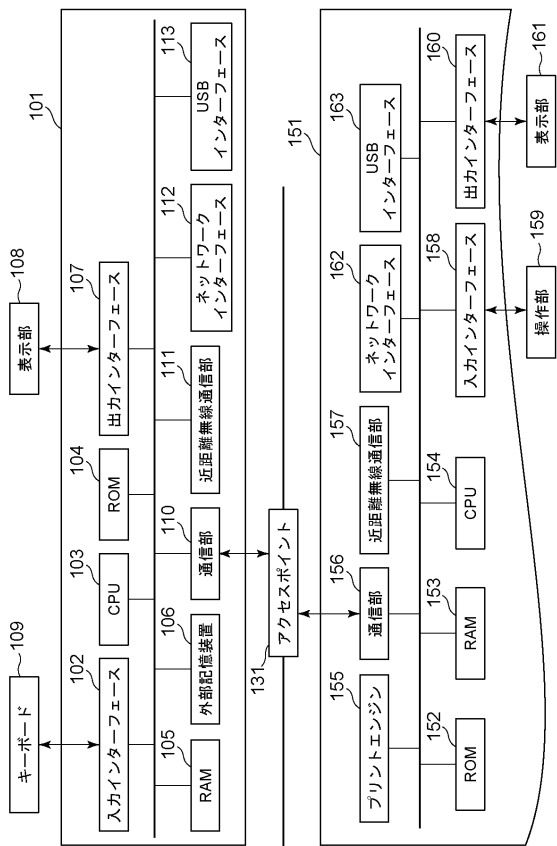 109
キーボード
108
表示部
101
102
入力インターフェース
103
CPU
104
ROM
107
出力インターフェース
105
RAM
106
外部記憶装置
110
通信部
111
近距離無線通信部
112
ネットワーク
インターフェース
113
USB
インターフェース
131
アクセスポイント
151
155
プリントエンジン
156
通信部
157
近距離無線通信部
162
ネットワーク
インターフェース
163
USB
インターフェース
152
ROM
153
RAM
154
CPU
158
入力インターフェース
160
出力インターフェース
159
操作部
161
表示部